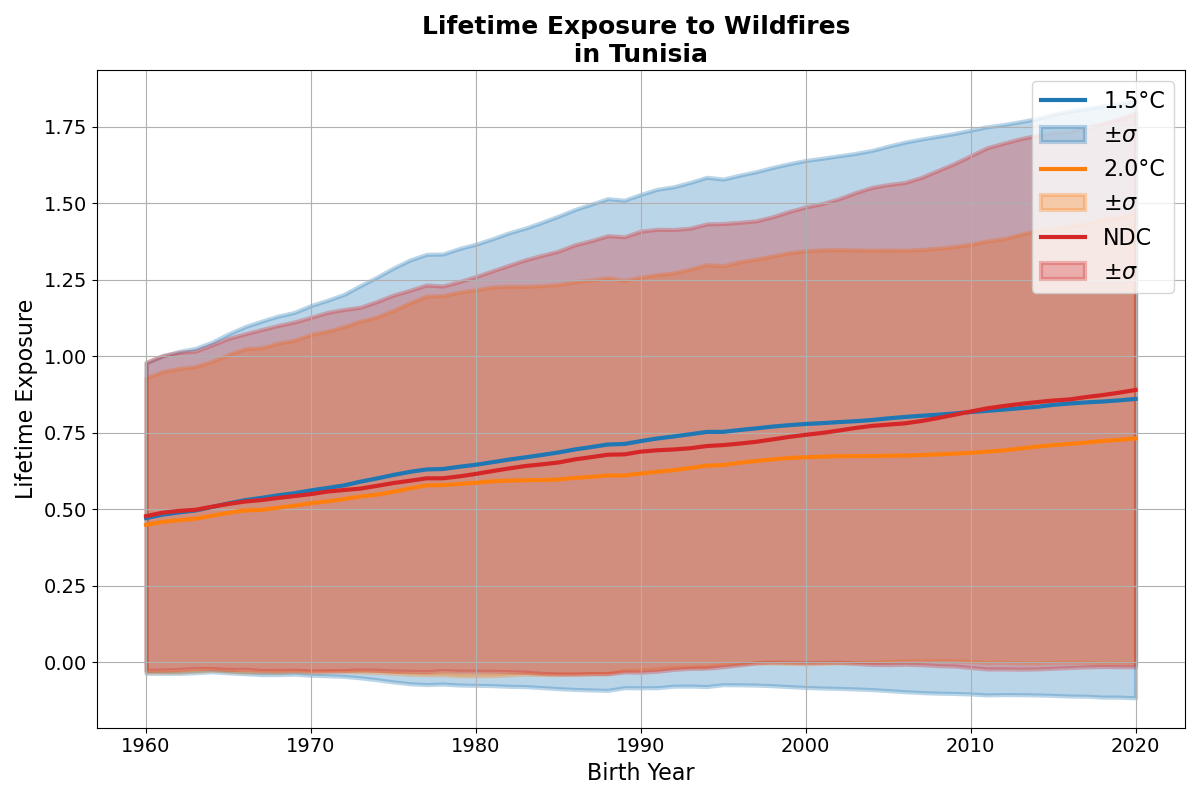 Lifetime Exposure to Wildfires
in Tunisia
1.5°C
±σ
2.0°C
±σ
NDC
±σ
Lifetime Exposure
1.75
1.50
1.25
1.00
0.75
0.50
0.25
0.00
1960 1970 1980 1990 2000 2010 2020
Birth Year